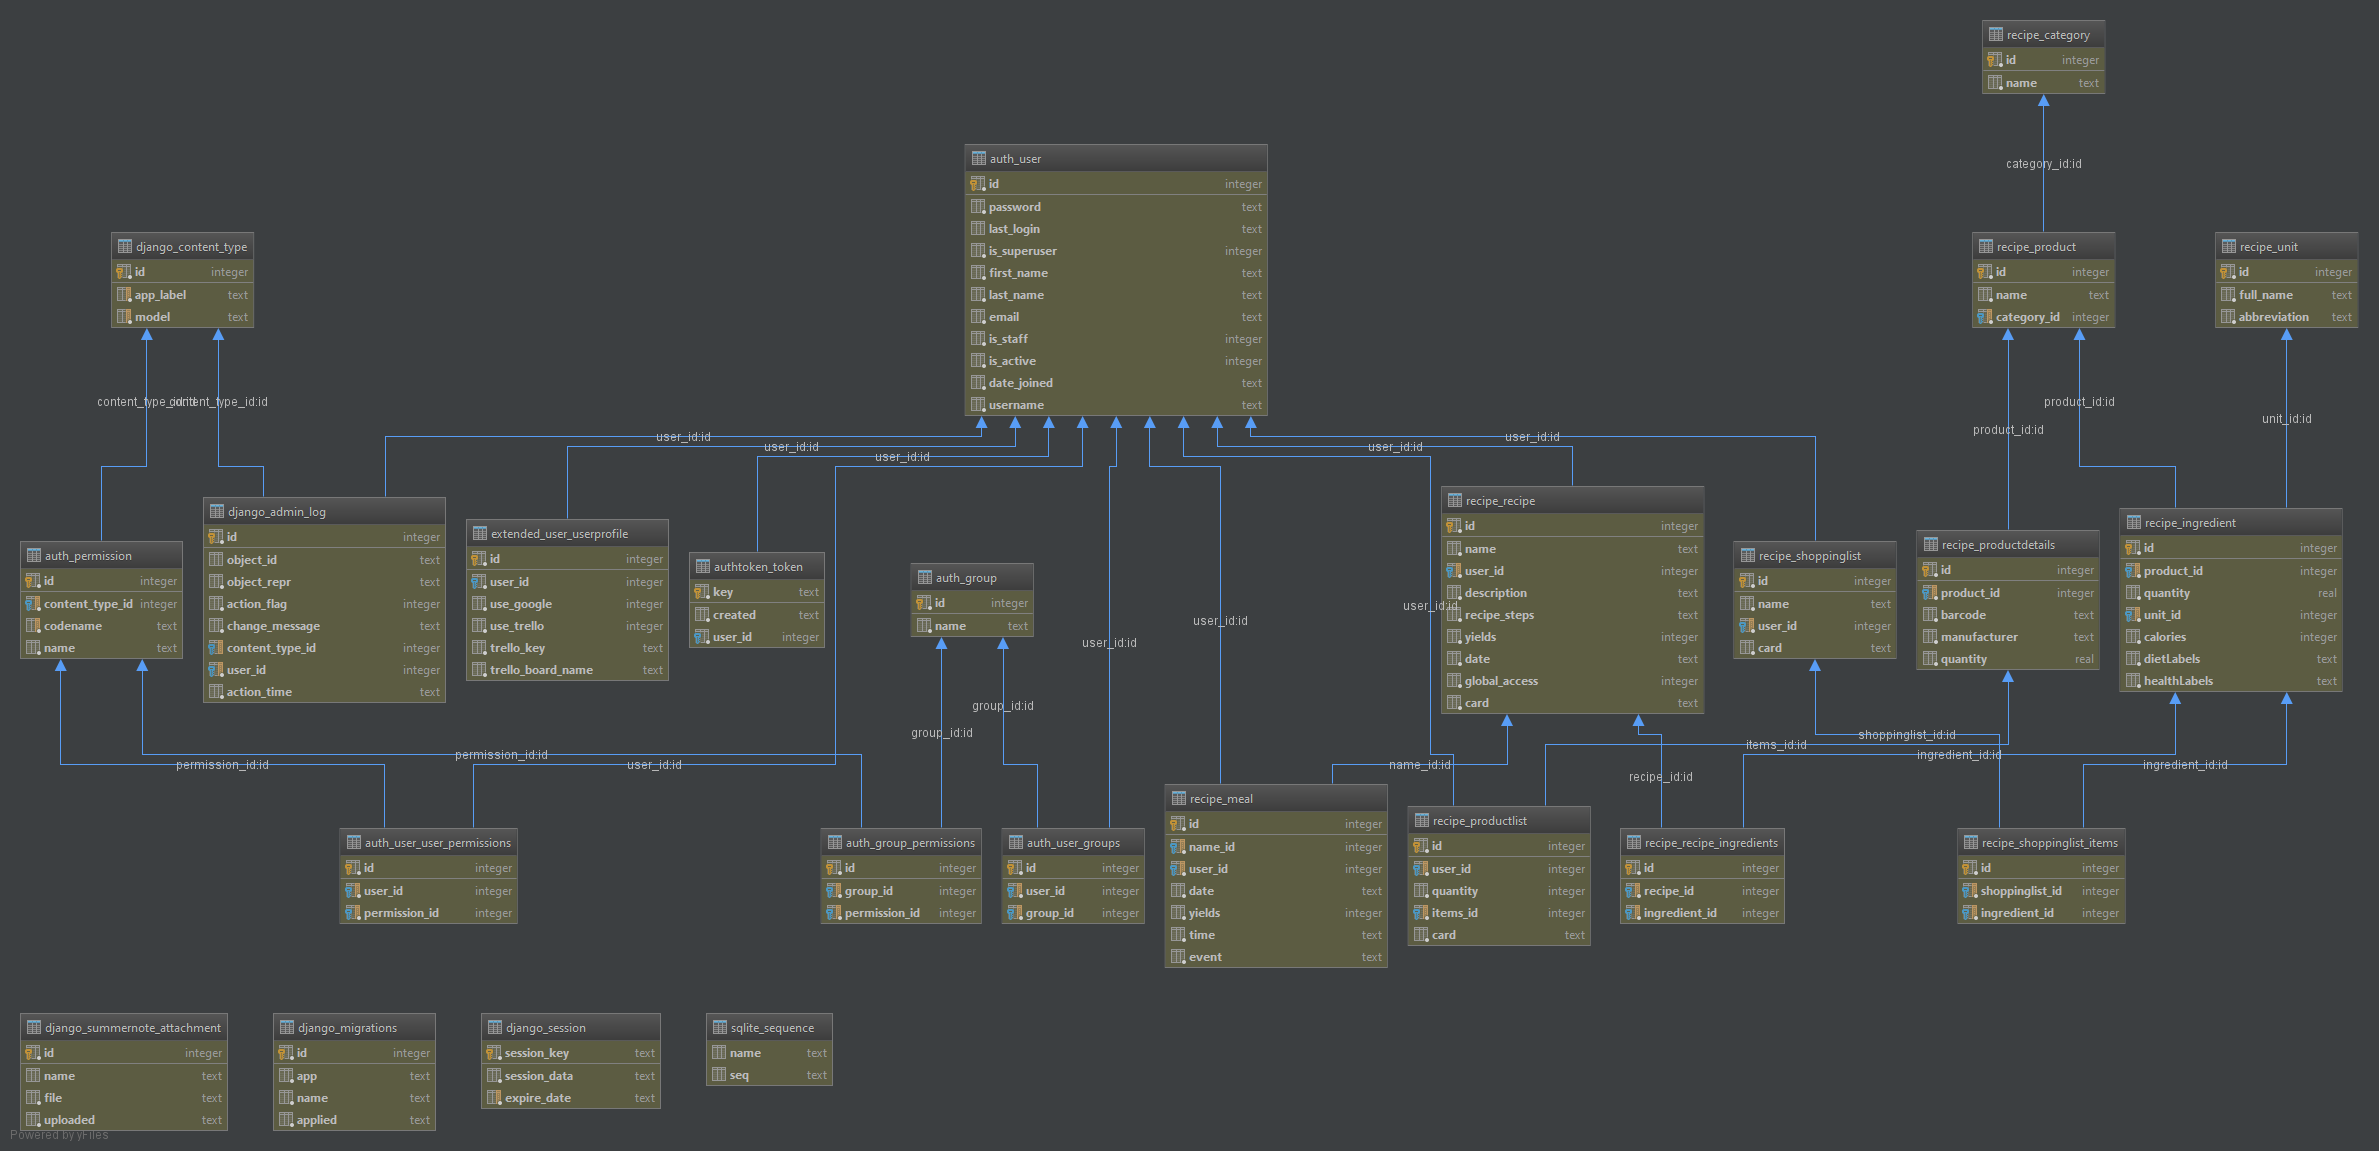 recipe_category
id integer
name text
category_id:id
auth_user
id integer
password text
last_login text
is_superuser integer
first_name text
last_name text
email text
is_staff integer
is_active integer
date_joined text
username text
django_content_type
id integer
app_label text
model text
recipe_product
id integer
name text
category_id integer
recipe_unit
id integer
full_name text
abbreviation text
content_type_id:id
content_type_id:id
product_id:id
product_id:id
unit_id:id
user_id:id
user_id:id
user_id:id
user_id:id
user_id:id
auth_permission
id integer
content_type_id integer
codename text
name text
django_admin_log
id integer
object_id text
object_repr text
action_flag integer
change_message text
content_type_id integer
user_id integer
action_time text
extended_user_userprofile
id integer
user_id integer
use_google integer
use_trello integer
trello_key text
trello_board_name text
authtoken_token
key text
created text
user_id integer
auth_group
id integer
name text
user_id:id
user_id:id
user_id:id
recipe_recipe
id integer
name text
user_id integer
description text
recipe_steps text
yields integer
date text
global_access integer
card text
recipe_shoppinglist
id integer
name text
user_id integer
card text
recipe_productdetails
id integer
product_id integer
barcode text
manufacturer text
quantity real
recipe_ingredient
id integer
product_id integer
quantity real
unit_id integer
calories integer
dietLabels text
healthLabels text
group_id:id
group_id:id
permission_id:id
permission_id:id
user_id:id
name_id:id
recipe_id:id
items_id:id
shoppinglist_id:id
ingredient_id:id
ingredient_id:id
auth_user_user_permissions
id integer
user_id integer
permission_id integer
auth_group_permissions
id integer
group_id integer
permission_id integer
auth_user_groups
id integer
user_id integer
group_id integer
recipe_meal
id integer
name_id integer
user_id integer
date text
yields integer
time text
event text
recipe_productlist
id integer
user_id integer
quantity integer
items_id integer
card text
recipe_recipe_ingredients
id integer
recipe_id integer
ingredient_id integer
recipe_shoppinglist_items
id integer
shoppinglist_id integer
ingredient_id integer
django_summernote_attachment
id integer
name text
file text
uploaded text
django_migrations
id integer
app text
name text
applied text
django_session
session_key text
session_data text
expire_date text
sqlite_sequence
name text
seq text
Powered by yFiles